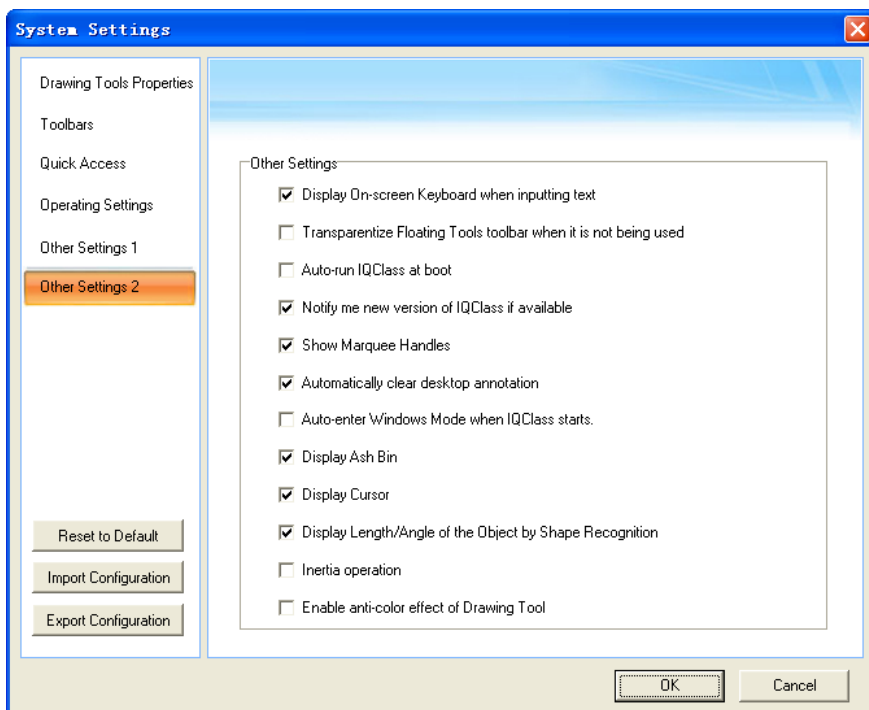 System Settings
Drawing Tools Properties
Toolbars
Quick Access
Operating Settings
Other Settings 1
Other Settings 2
Reset to Default
Import Configuration
Export Configuration
Other Settings
Display On-screen Keyboard when inputting text
Transparentize Floating Tools toolbar when it is not being used
Auto-run IQClass at boot
Notify me new version of IQClass if available
Show Marquee Handles
Automatically clear desktop annotation
Auto-enter Windows Mode when IQClass starts.
Display Ash Bin
Display Cursor
Display Length/Angle of the Object by Shape Recognition
Inertia operation
Enable anti-color effect of Drawing Tool
OK
Cancel